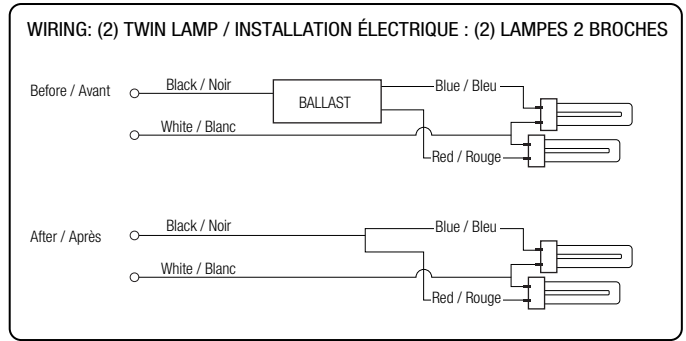 WIRING: (2) TWIN LAMP / INSTALLATION ÉLECTRIQUE : (2) LAMPES 2 BROCHES
Before / Avant
Black / Noir
BALLAST
Blue / Bleu
White / Blanc
Red / Rouge
After / Après
Black / Noir
Blue / Bleu
White / Blanc
Red / Rouge